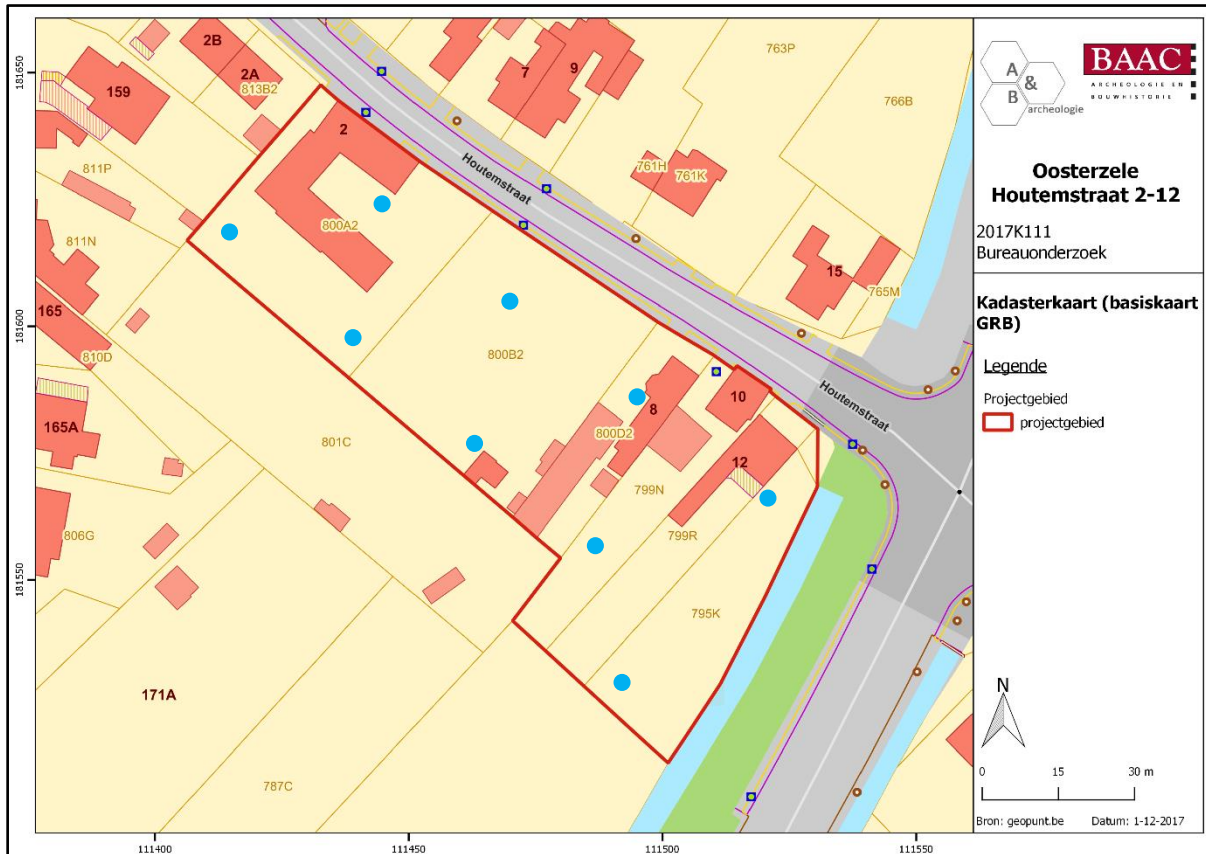 2B
2A
813B2
159
811P
811N
165
810D
165A
806G
171A
787C
801C
2
800A2
800B2
7
9
763P
766B
761H
761K
Houtemstraat
15
765M
Houtemstraat
8
800D2
10
12
799N
799R
795K
181650
181600
181550
111400
111450
111500
111550
A
&
B
archeologie
BAAC
ARCHEOLOGIE EN
BOUWHISTORIE
Oosterzele
Houtemstraat 2-12
2017K111
Bureauonderzoek
Kadasterkaart (basiskaart
GRB)
Legende
Projectgebied
projectgebied
N
0 15 30 m
Bron: geopunt.be Datum: 1-12-2017